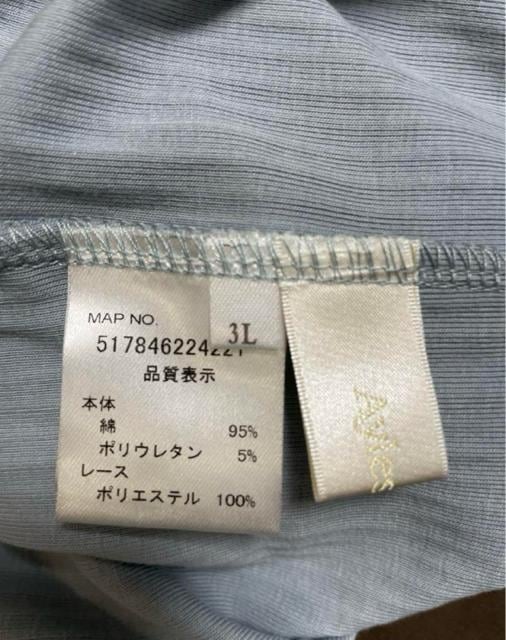 MAP NO.
3L
517846224221
品質表示
本体
綿 95%
ポリウレタン 5%
レース
ポリエステル 100%